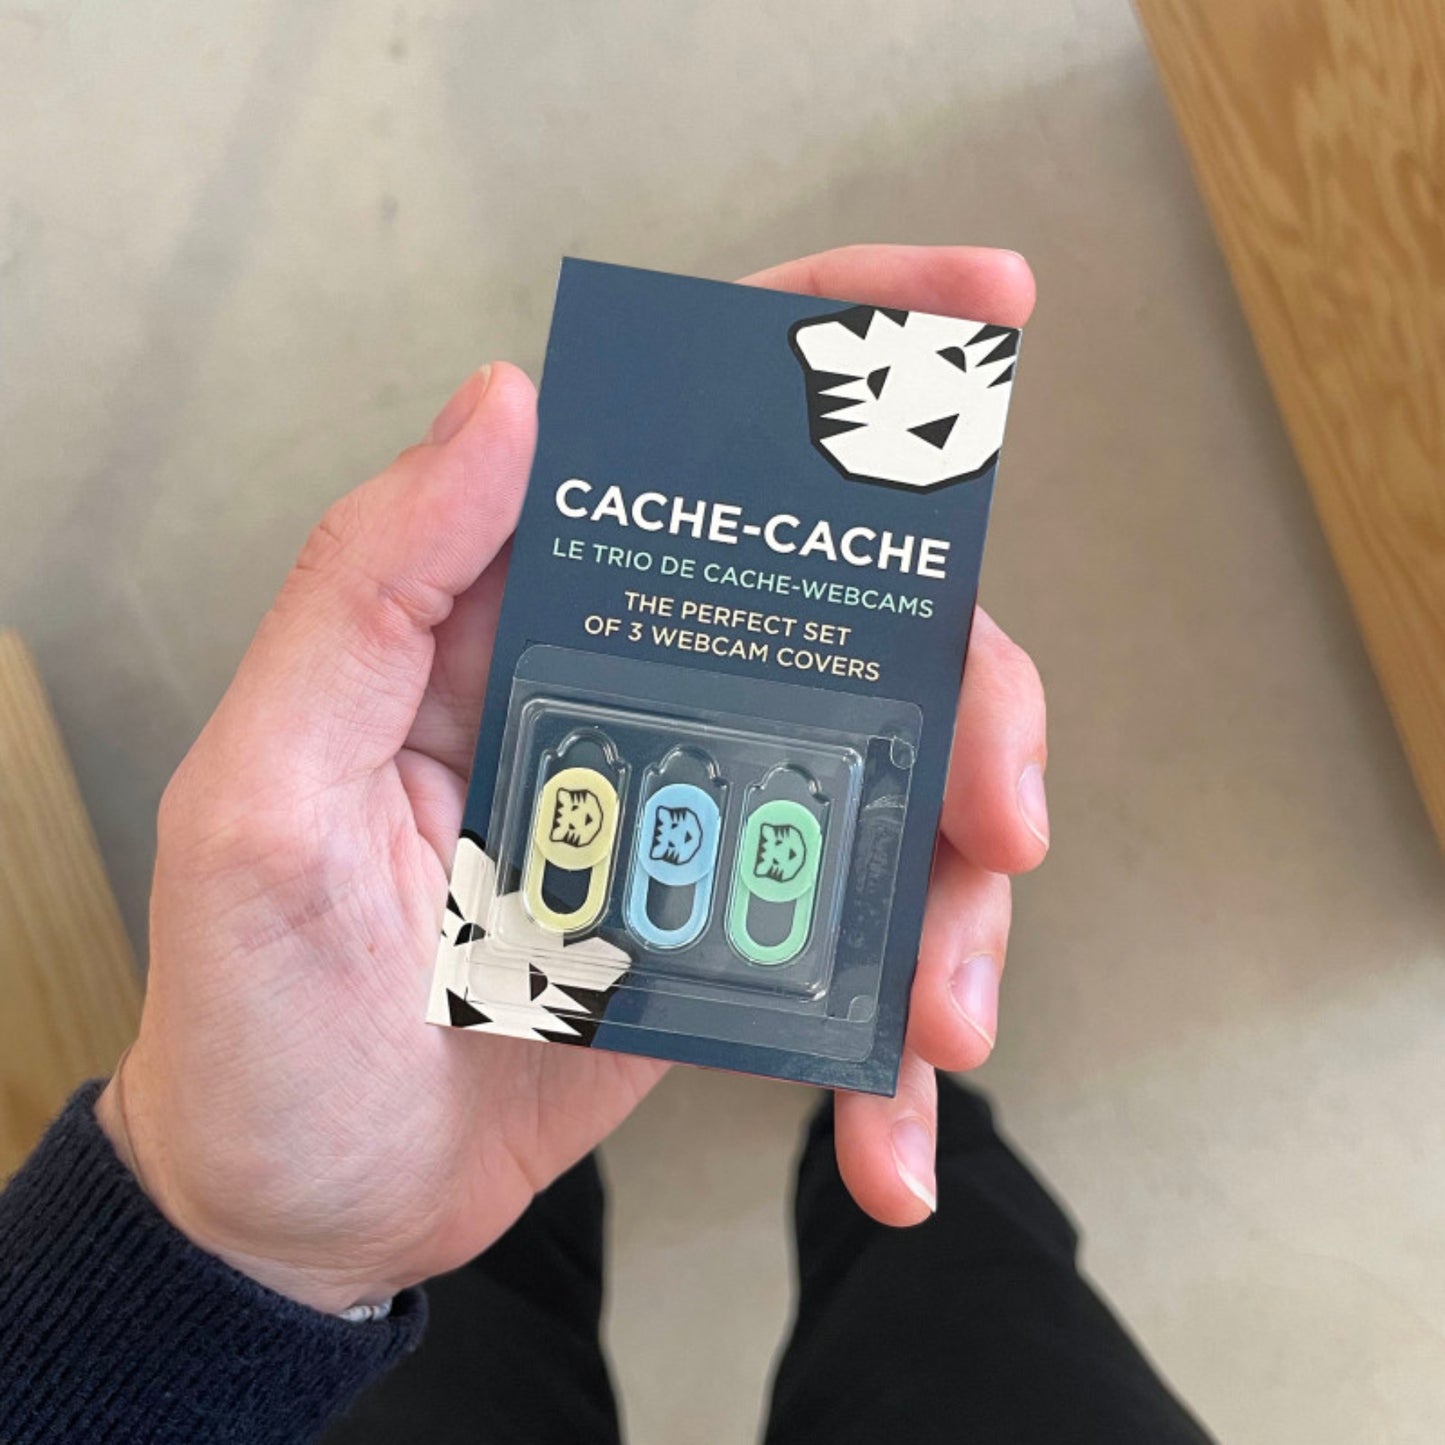 CACHE-CACHE
LE TRIO DE CACHE-WEBCAMS
THE PERFECT SET
OF 3 WEBCAM COVERS